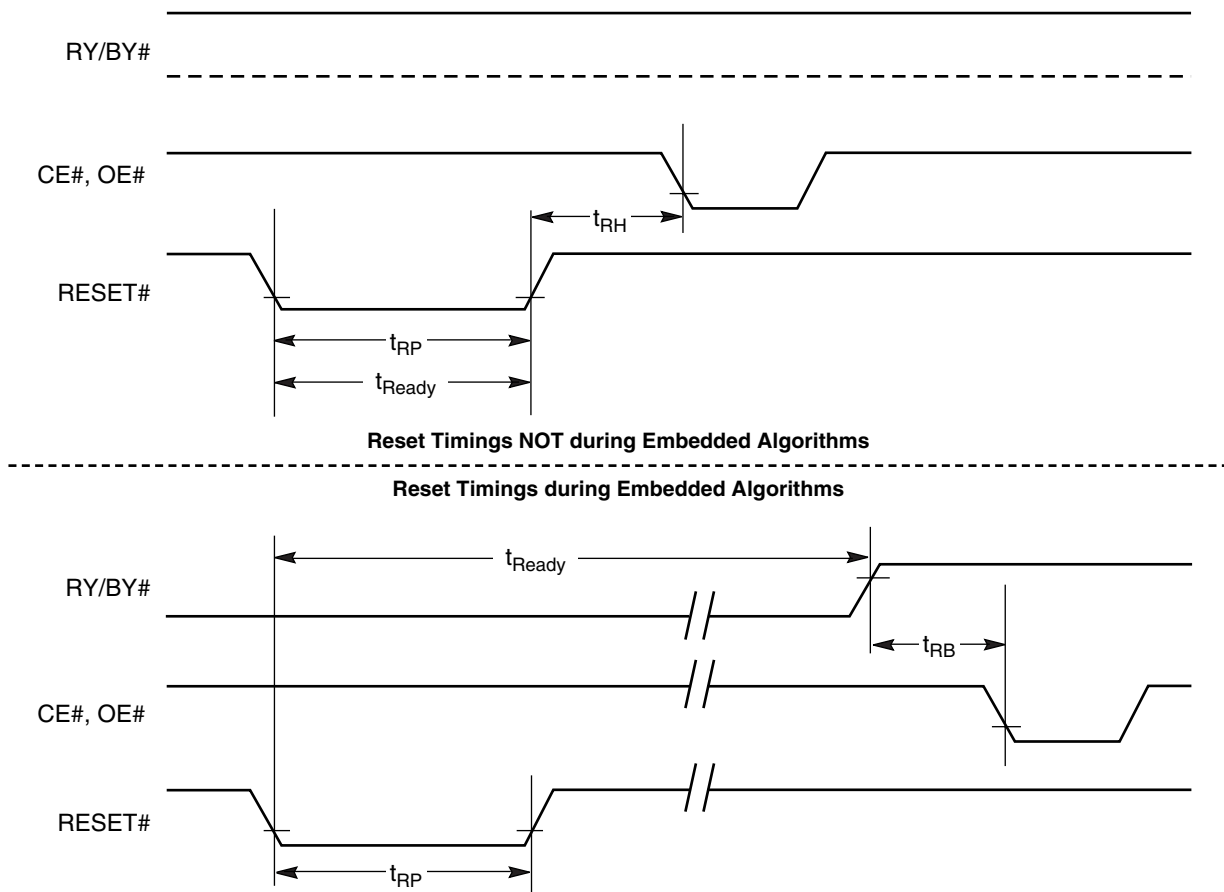 RY/BY#
CE#, OE#
tRH
RESET#
tRP
tReady
Reset Timings NOT during Embedded Algorithms
Reset Timings during Embedded Algorithms
tReady
RY/BY#
tRB
CE#, OE#
RESET#
tRP